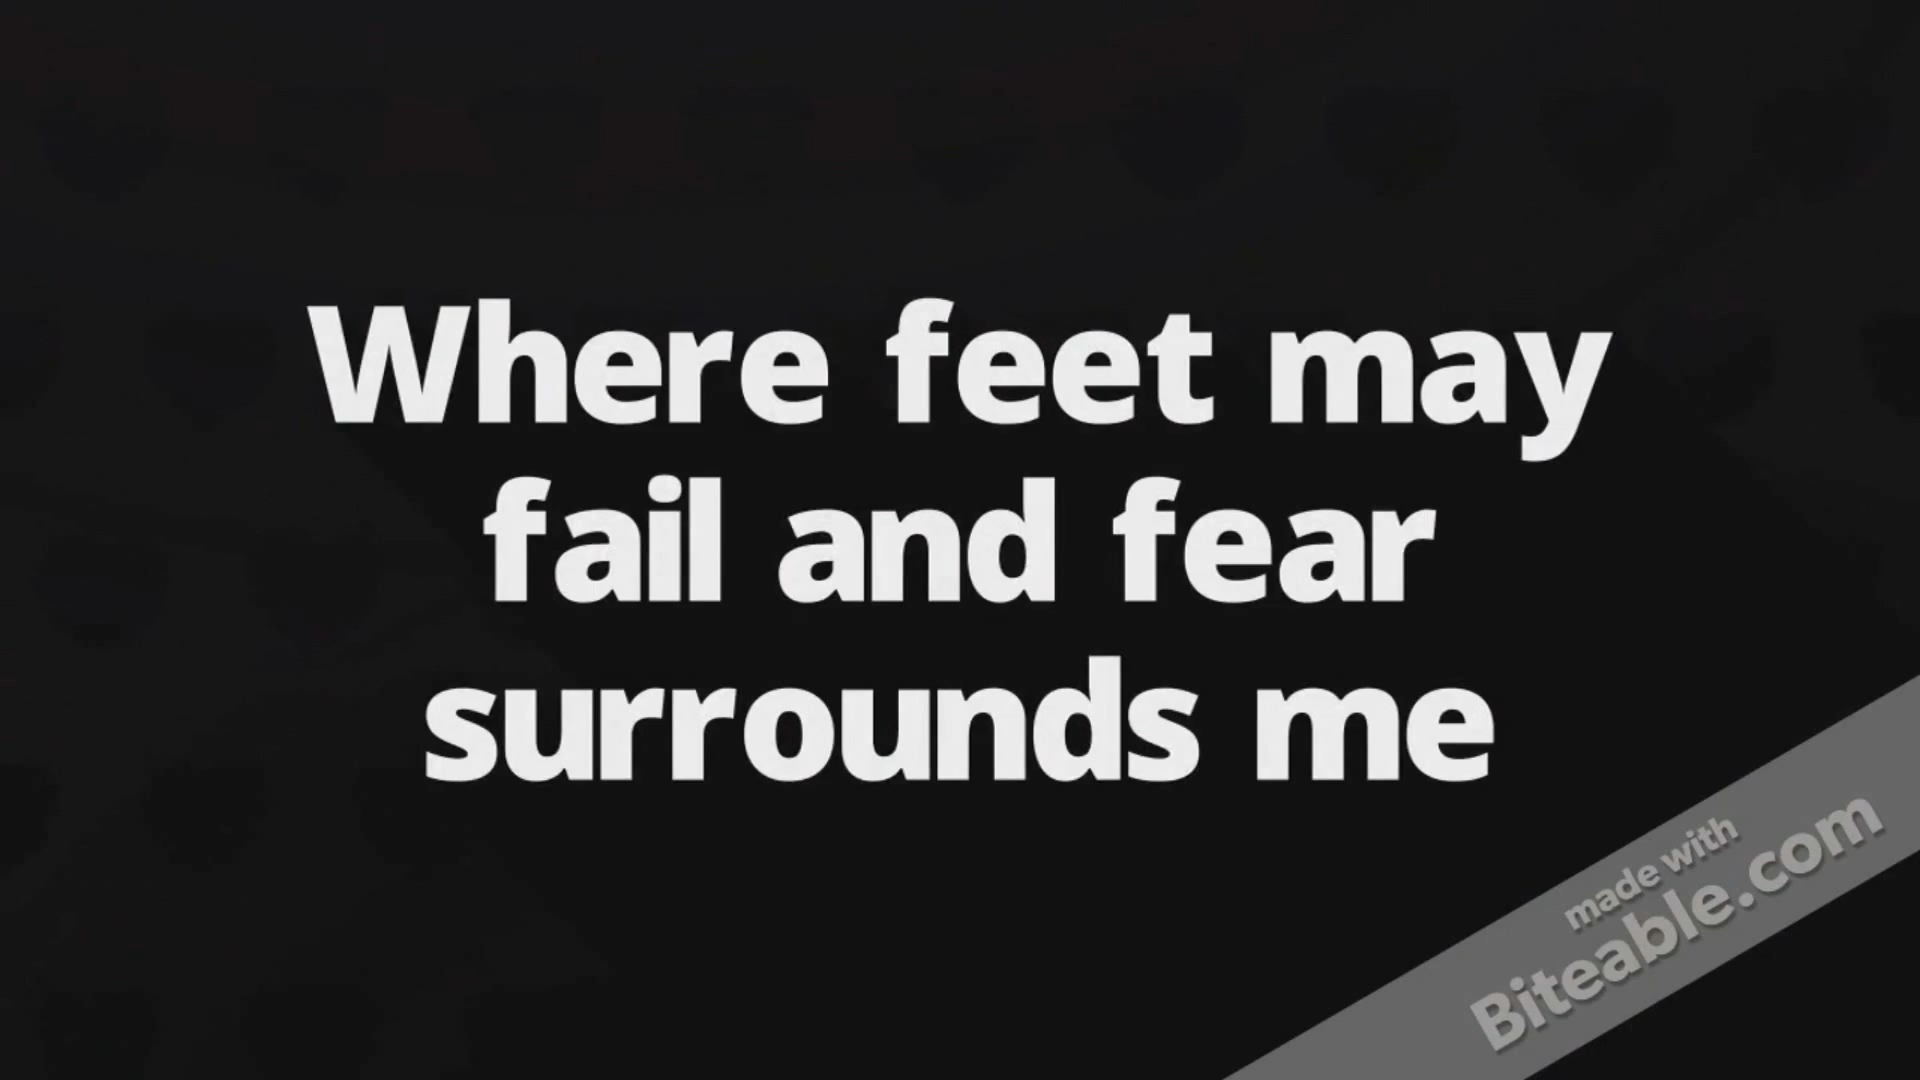 Where feet may
fail and fear
surrounds me
made with
Biteable.com